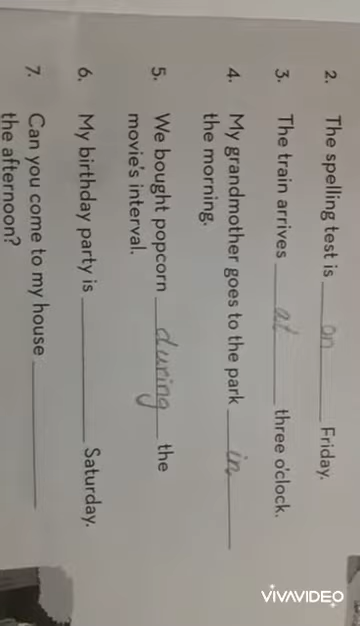 2. The spelling test is on Friday.
3. The train arrives at three o'clock.
4. My grandmother goes to the park in
the morning.
5. We bought popcorn during the
movie's interval.
6. My birthday party is ________ Saturday.
7. Can you come to my house ________
the afternoon?
VIVAVIDEO